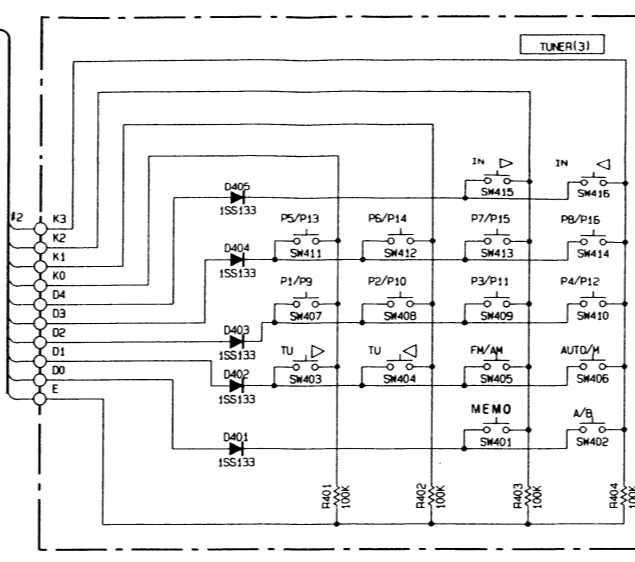 TUNER(3)
IN
IN
D405
SW415
SW416
1SS133
P5/P13
P6/P14
P7/P15
P8/P16
K3
K2
D404
SW411
SW412
SW413
SW414
K1
1SS133
K0
P1/P9
P2/P10
P3/P11
P4/P12
D4
D3
SW407
SW408
SW409
SW410
D2
D403
1SS133
D1
TU
TU
FM/AM
AUTO/M
D0
D402
SW403
SW404
SW405
SW406
E
1SS133
MEMO
A/B
D401
SW401
SW402
1SS133
R401
100K
R402
100K
R403
100K
R404
100K